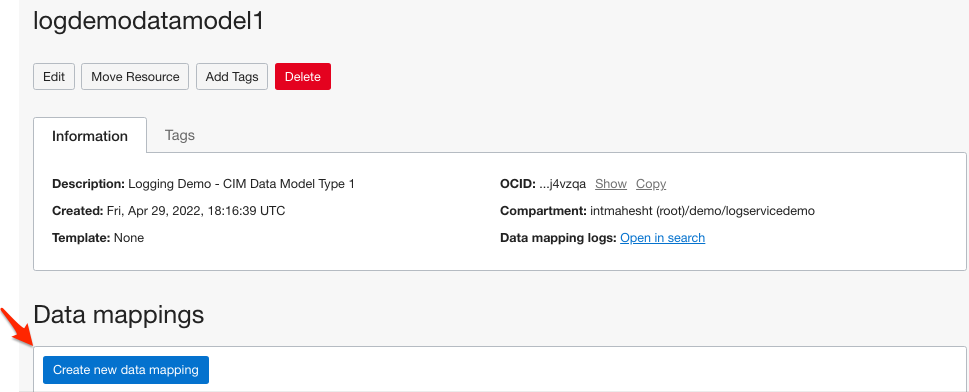 logdemodatamodel1
Edit Move Resource Add Tags Delete
Information Tags
Description: Logging Demo - CIM Data Model Type 1 OCID: ...j4vzqa Show Copy
Created: Fri, Apr 29, 2022, 18:16:39 UTC Compartment: intmahesht (root)/demo/logservicedemo
Template: None Data mapping logs: Open in search
Data mappings
Create new data mapping